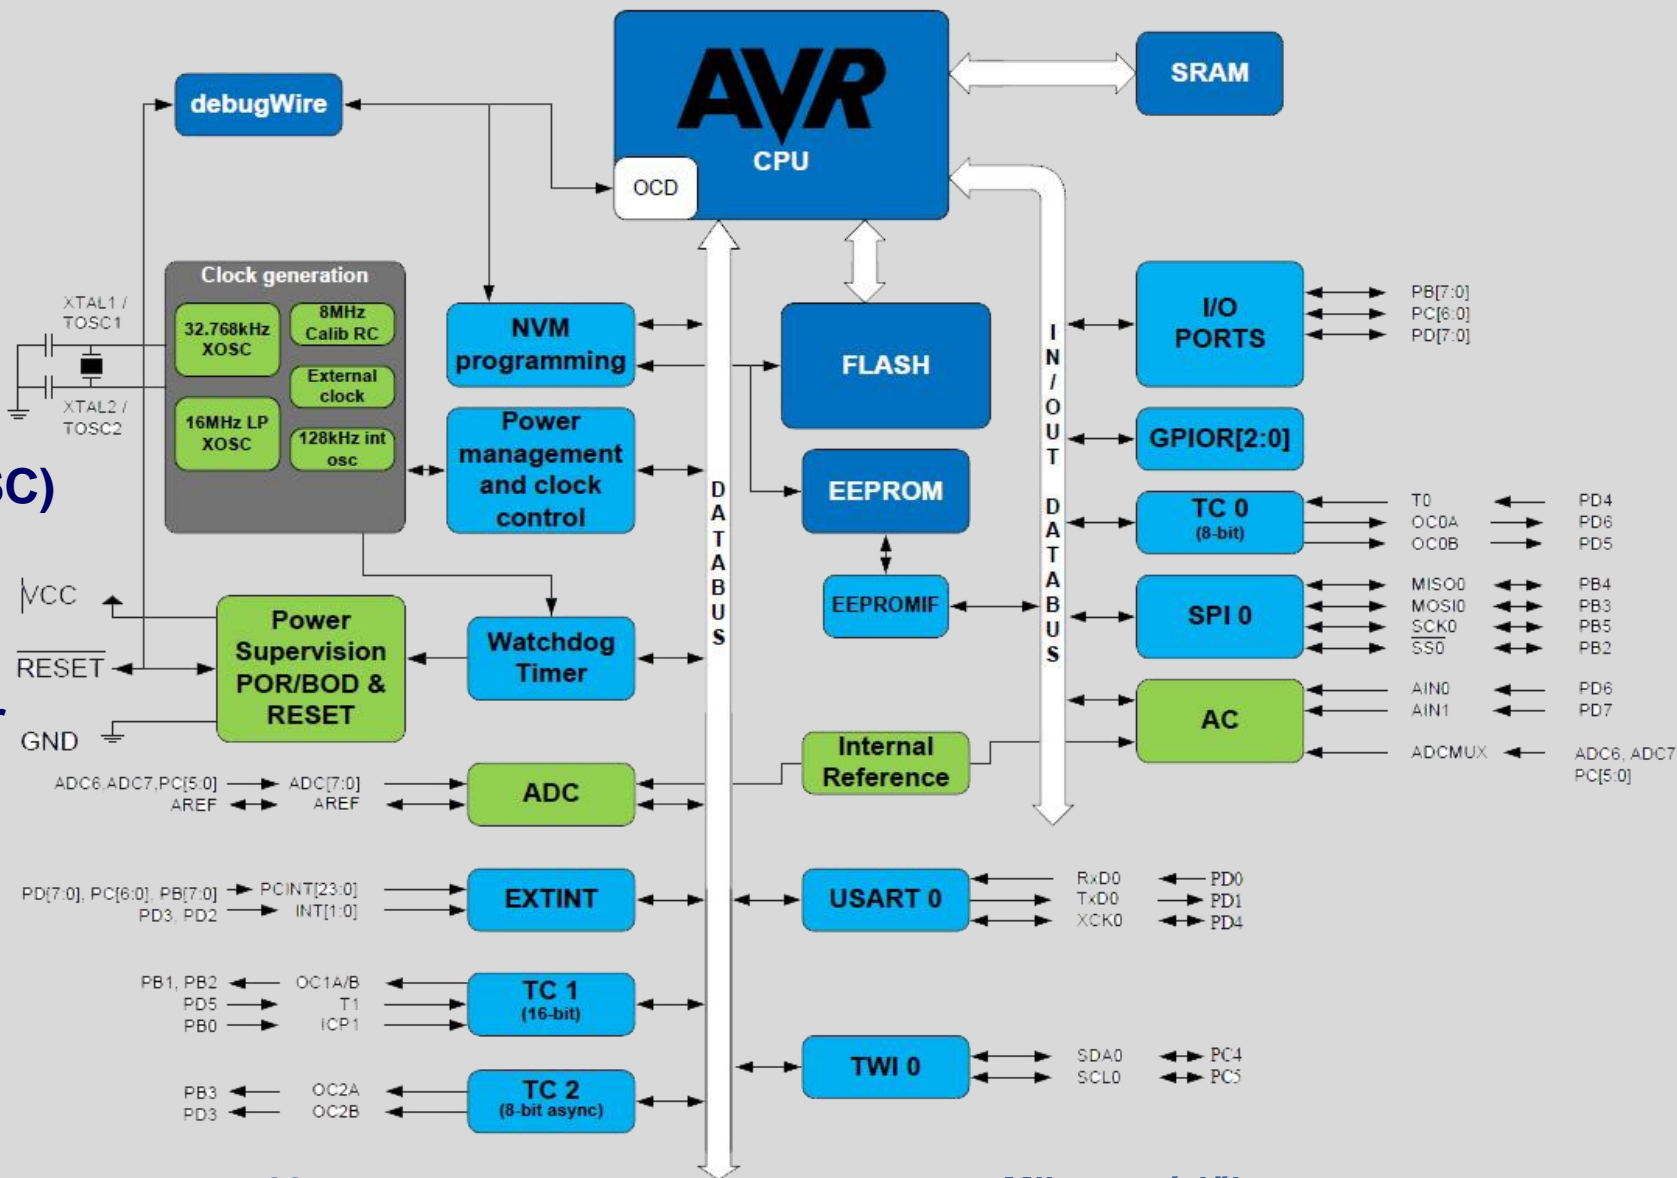 AVR
CPU
OCD
SRAM
debugWire
Clock generation
32.768kHz
XOSC
8MHz
Calib RC
External
clock
16MHz LP
XOSC
128kHz int
osc
XTAL1 /
TOSC1
XTAL2 /
TOSC2
NVM
programming
Power
management
and clock
control
FLASH
EEPROM
EEPROMIF
DATABUS
IN/OUT DATABUS
I/O
PORTS
PB[7:0]
PC[6:0]
PD[7:0]
GPIOR[2:0]
TC 0
(8-bit)
T0 PD4
OC0A PD6
OC0B PD5
SPI 0
MISO0 PB4
MOSI0 PB3
SCK0 PB5
SS0 PB2
AC
AIN0 PD6
AIN1 PD7
ADCMUX ADC6, ADC7
PC[5:0]
SC)
VCC
RESET
GND
Power
Supervision
POR/BOD &
RESET
Watchdog
Timer
Internal
Reference
ADC6,ADC7,PC[5:0] ADC[7:0]
AREF AREF
ADC
PD[7:0], PC[6:0], PB[7:0] PCINT[23:0]
PD3, PD2 INT[1:0]
EXTINT
USART 0
RxD0 PD0
TxD0 PD1
XCK0 PD4
PB1, PB2 OC1A/B
PD5 T1
PB0 ICP1
TC 1
(16-bit)
TWI 0
SDA0 PC4
SCL0 PC5
PB3 OC2A
PD3 OC2B
TC 2
(8-bit async)